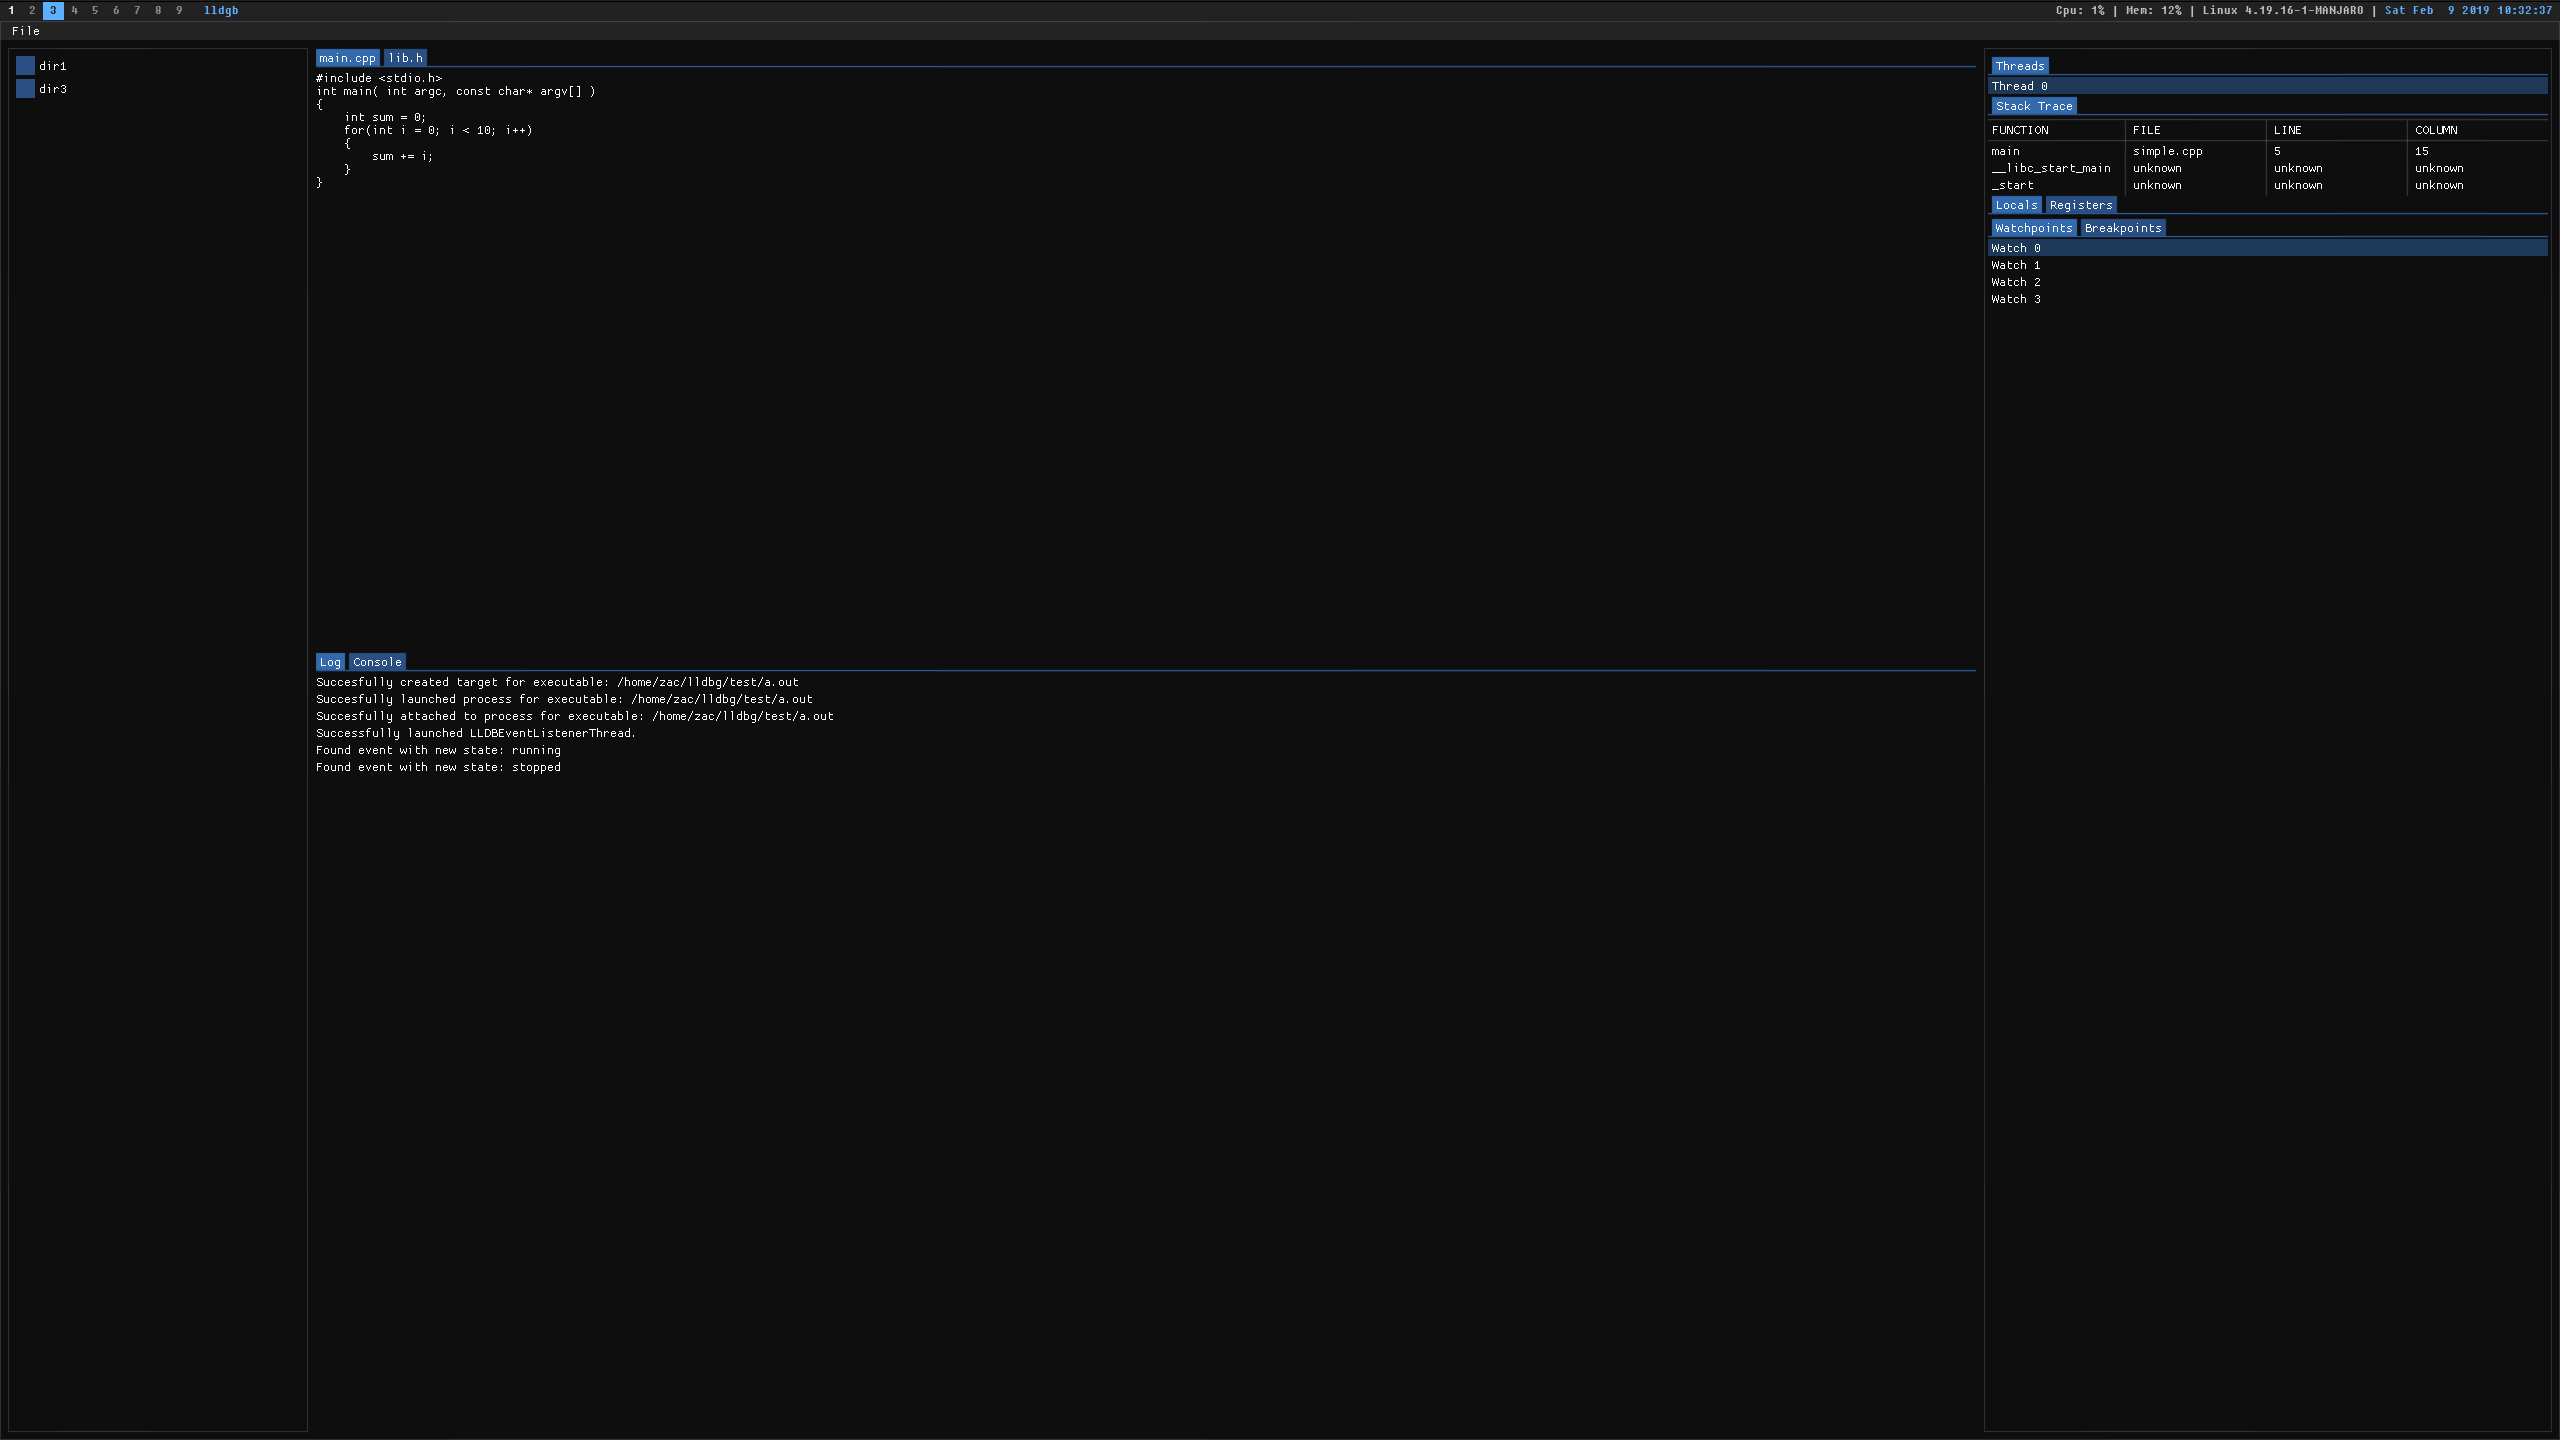 1 2 3 4 5 6 7 8 9 lldgb Cpu: 1% | Mem: 12% | Linux 4.19.16-1-MANJARO | Sat Feb  9 2019 10:32:37
File
dir1
dir3
main.cpp lib.h
#include <stdio.h>
int main( int argc, const char* argv[] )
{
    int sum = 0;
    for(int i = 0; i < 10; i++)
    {
        sum += i;
    }
}
Log Console
Succesfully created target for executable: /home/zac/lldbg/test/a.out
Succesfully launched process for executable: /home/zac/lldbg/test/a.out
Succesfully attached to process for executable: /home/zac/lldbg/test/a.out
Successfully launched LLDBEventListenerThread.
Found event with new state: running
Found event with new state: stopped
Threads
Thread 0
Stack Trace
FUNCTION FILE LINE COLUMN
main simple.cpp 5 15
__libc_start_main unknown unknown unknown
_start unknown unknown unknown
Locals Registers
Watchpoints Breakpoints
Watch 0
Watch 1
Watch 2
Watch 3